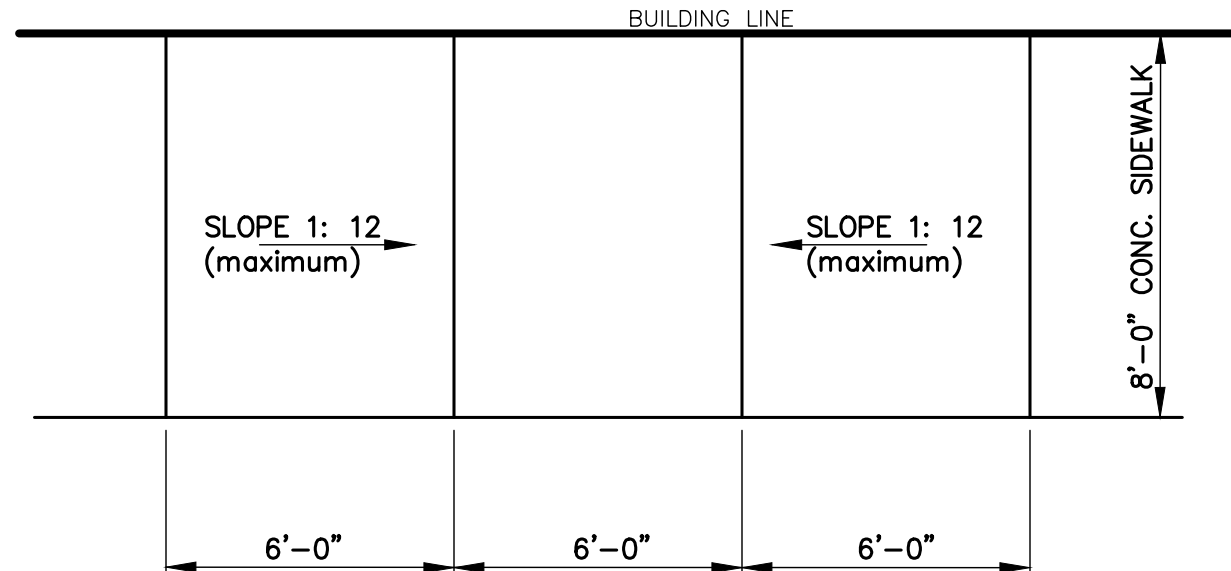 BUILDING LINE
SLOPE 1: 12
(maximum)
SLOPE 1: 12
(maximum)
8'-0" CONC. SIDEWALK
6'-0"
6'-0"
6'-0"